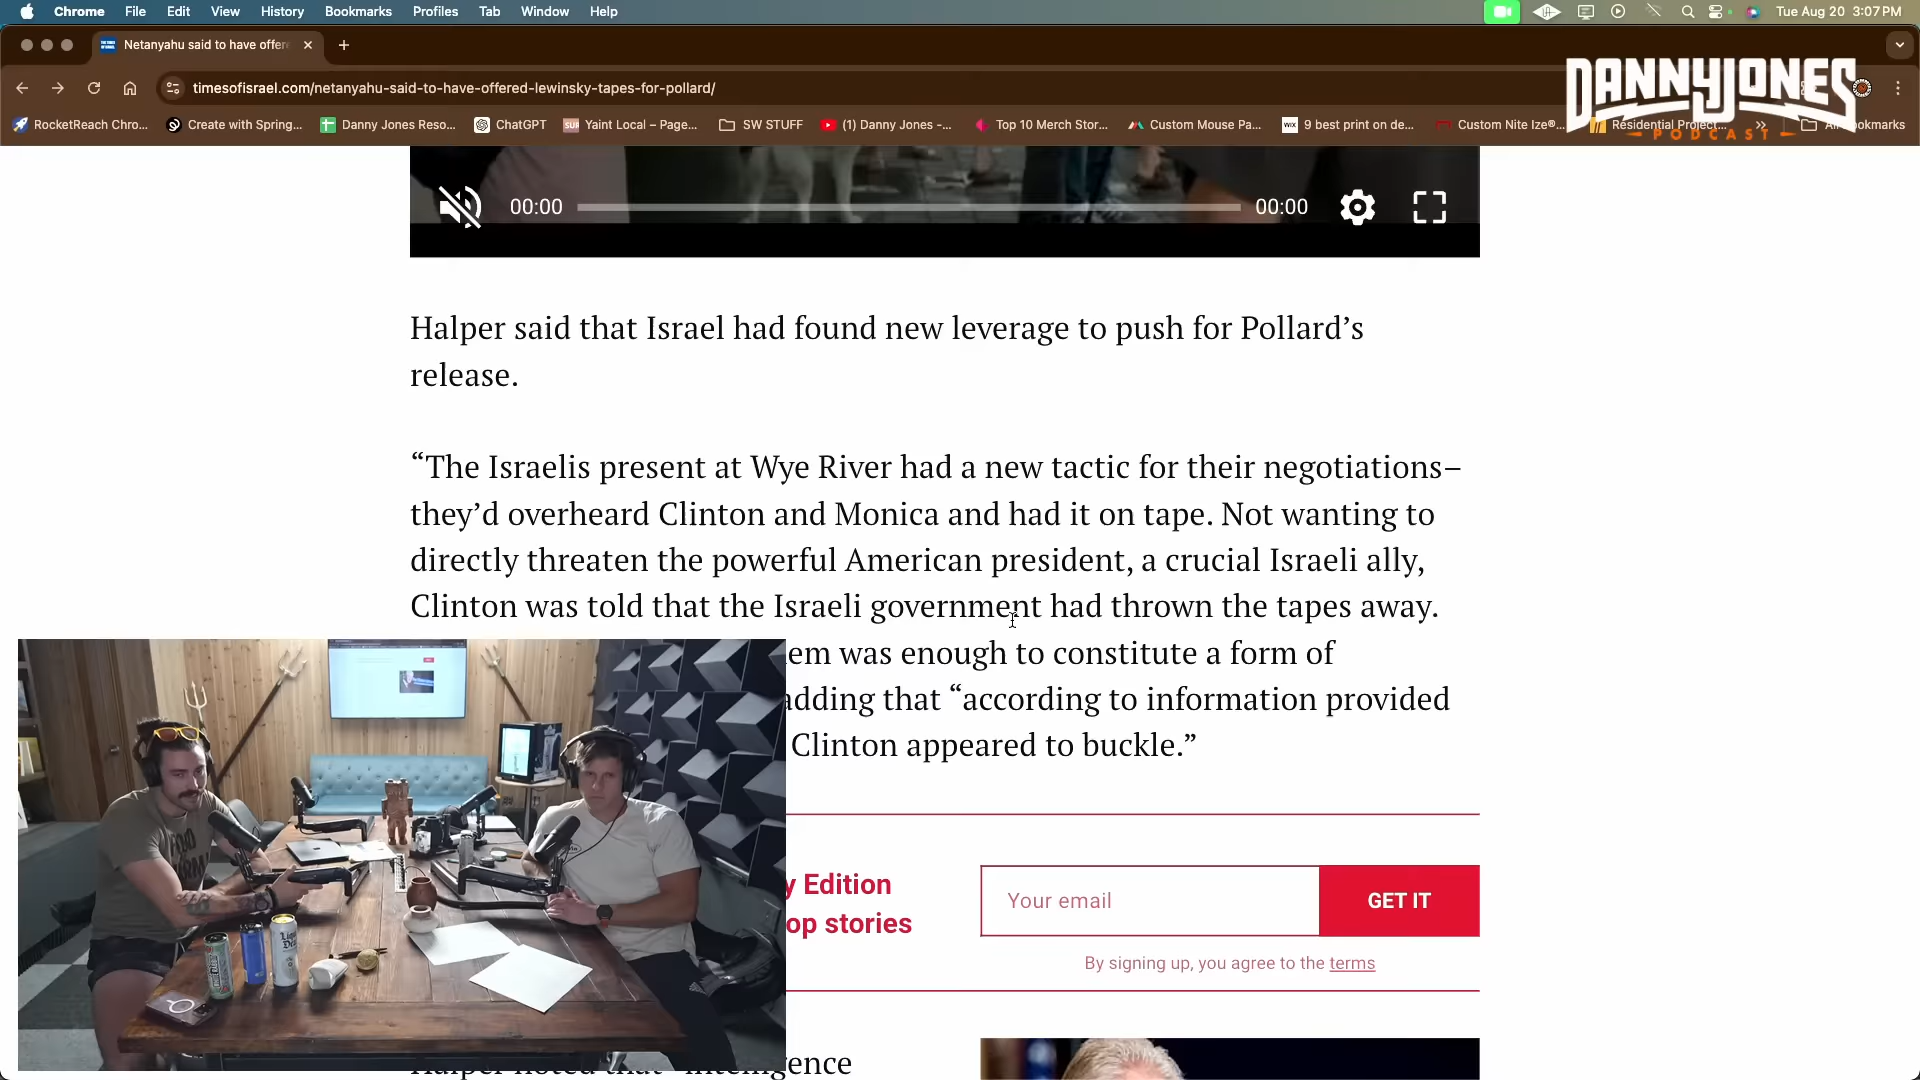 Chrome File Edit View History Bookmarks Profiles Tab Window Help Tue Aug 20 3:07 PM
Netanyahu said to have offere
timesofisrael.com/netanyahu-said-to-have-offered-lewinsky-tapes-for-pollard/
DANNY JONES
PODCAST
RocketReach Chro... Create with Spring... Danny Jones Reso... ChatGPT Yaint Local – Page... SW STUFF (1) Danny Jones -... Top 10 Merch Stor... Custom Mouse Pa... 9 best print on de... Custom Nite Ize®... Residential Project... » All Bookmarks
00:00 00:00
Halper said that Israel had found new leverage to push for Pollard’s
release.
“The Israelis present at Wye River had a new tactic for their negotiations–
they’d overheard Clinton and Monica and had it on tape. Not wanting to
directly threaten the powerful American president, a crucial Israeli ally,
Clinton was told that the Israeli government had thrown the tapes away.
em was enough to constitute a form of
adding that “according to information provided
Clinton appeared to buckle.”
y Edition
op stories
Your email GET IT
By signing up, you agree to the terms